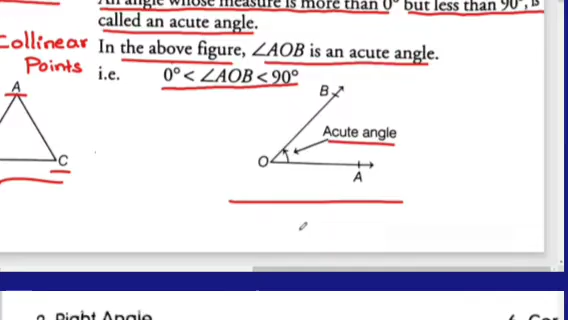 An angle whose measure is more than 0° but less than 90°, is
called an acute angle.
Collinear
Points
In the above figure, ∠AOB is an acute angle.
i.e. 0° < ∠AOB < 90°
A
C
B
Acute angle
O
A
2. Right Angle